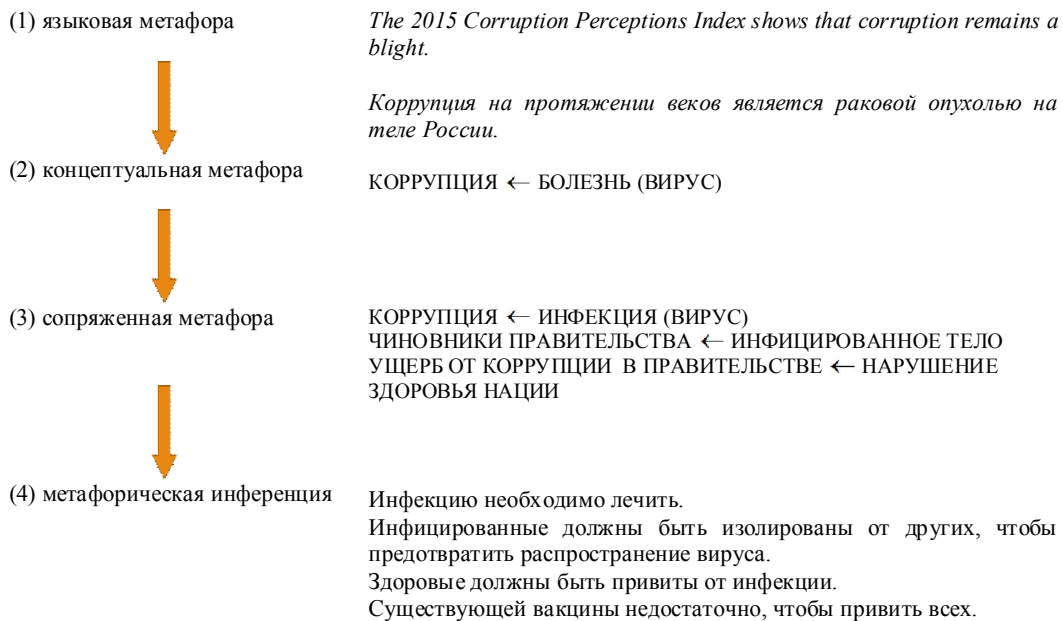 (1) языковая метафора
The 2015 Corruption Perceptions Index shows that corruption remains a
blight.
Коррупция на протяжении веков является раковой опухолью на
теле России.
(2) концептуальная метафора
КОРРУПЦИЯ ← БОЛЕЗНЬ (ВИРУС)
(3) сопряженная метафора
КОРРУПЦИЯ ← ИНФЕКЦИЯ (ВИРУС)
ЧИНОВНИКИ ПРАВИТЕЛЬСТВА ← ИНФИЦИРОВАННОЕ ТЕЛО
УЩЕРБ ОТ КОРРУПЦИИ В ПРАВИТЕЛЬСТВЕ ← НАРУШЕНИЕ
ЗДОРОВЬЯ НАЦИИ
(4) метафорическая инференция
Инфекцию необходимо лечить.
Инфицированные должны быть изолированы от других, чтобы
предотвратить распространение вируса.
Здоровые должны быть привиты от инфекции.
Существующей вакцины недостаточно, чтобы привить всех.